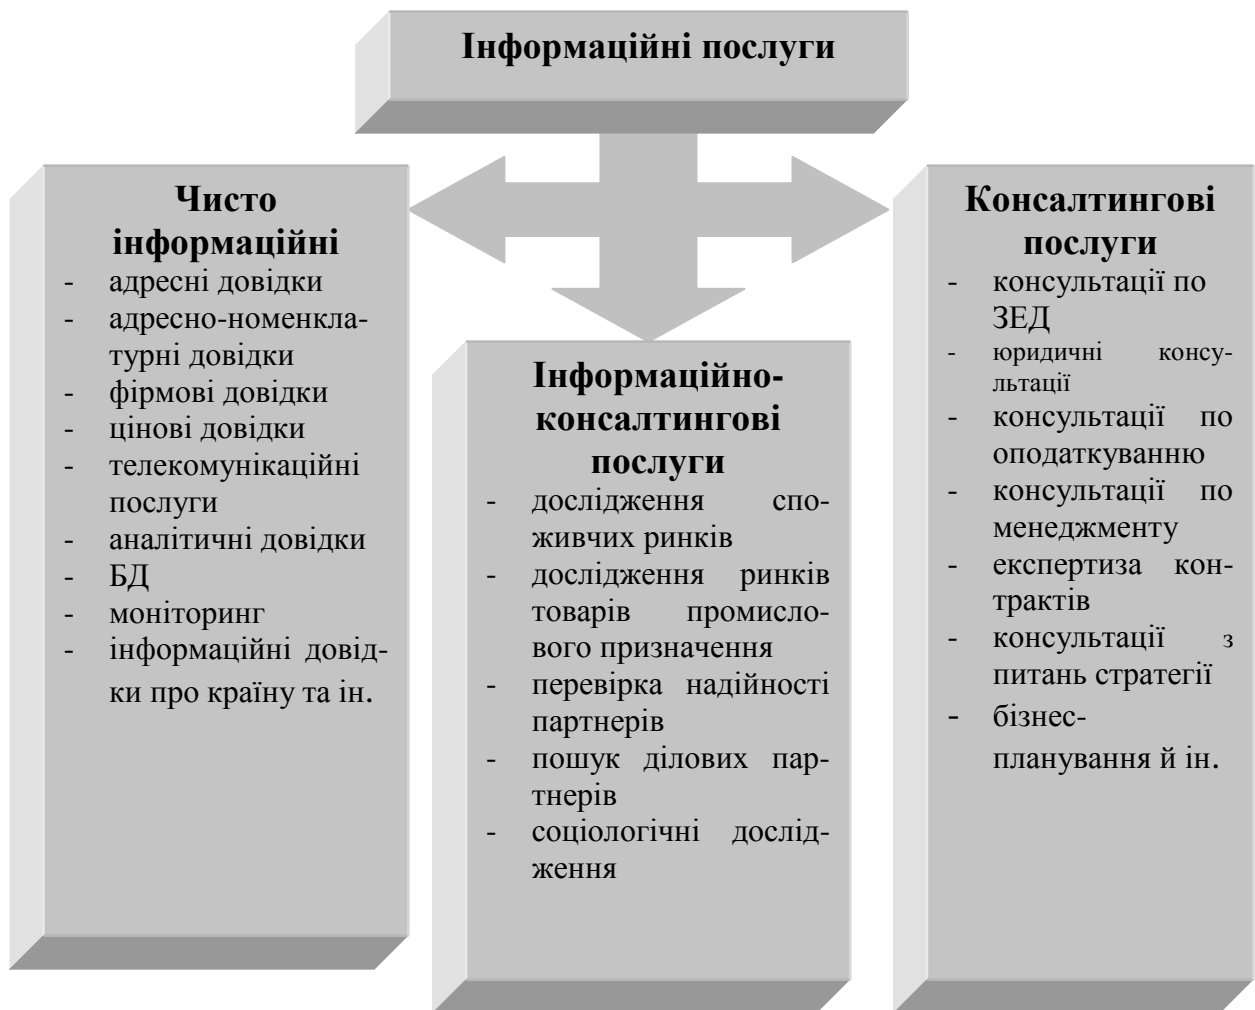 Інформаційні послуги
Чисто
інформаційні
- адресні довідки
- адресно-номенкла-
турні довідки
- фірмові довідки
- цінові довідки
- телекомунікаційні
послуги
- аналітичні довідки
- БД
- моніторинг
- інформаційні довід-
ки про країну та ін.
Інформаційно-
консалтингові
послуги
- дослідження спо-
живчих ринків
- дослідження ринків
товарів промисло-
вого призначення
- перевірка надійності
партнерів
- пошук ділових пар-
тнерів
- соціологічні дослід-
ження
Консалтингові
послуги
- консультації по
ЗЕД
- юридичні консу-
льтації
- консультації по
оподаткуванню
- консультації по
менеджменту
- експертиза кон-
трактів
- консультації з
питань стратегії
- бізнес-
планування й ін.